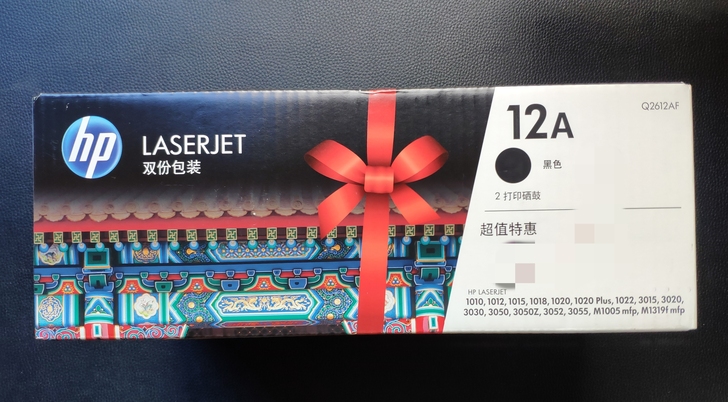 hp
LASERJET
双份包装
12A
Q2612AF
黑色
2 打印硒鼓
超值特惠
HP LASERJET
1010, 1012, 1015, 1018, 1020, 1020 Plus, 1022, 3015, 3020,
3030, 3050, 3050Z, 3052, 3055, M1005 mfp, M1319f mfp